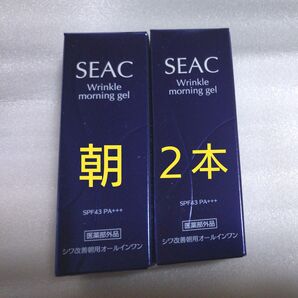 SEAC
Wrinkle
morning gel
朝
SPF43 PA+++
医薬部外品
シワ改善朝用オールインワン
SEAC
Wrinkle
morning gel
2本
SPF43 PA+++
医薬部外品
シワ改善朝用オールインワン